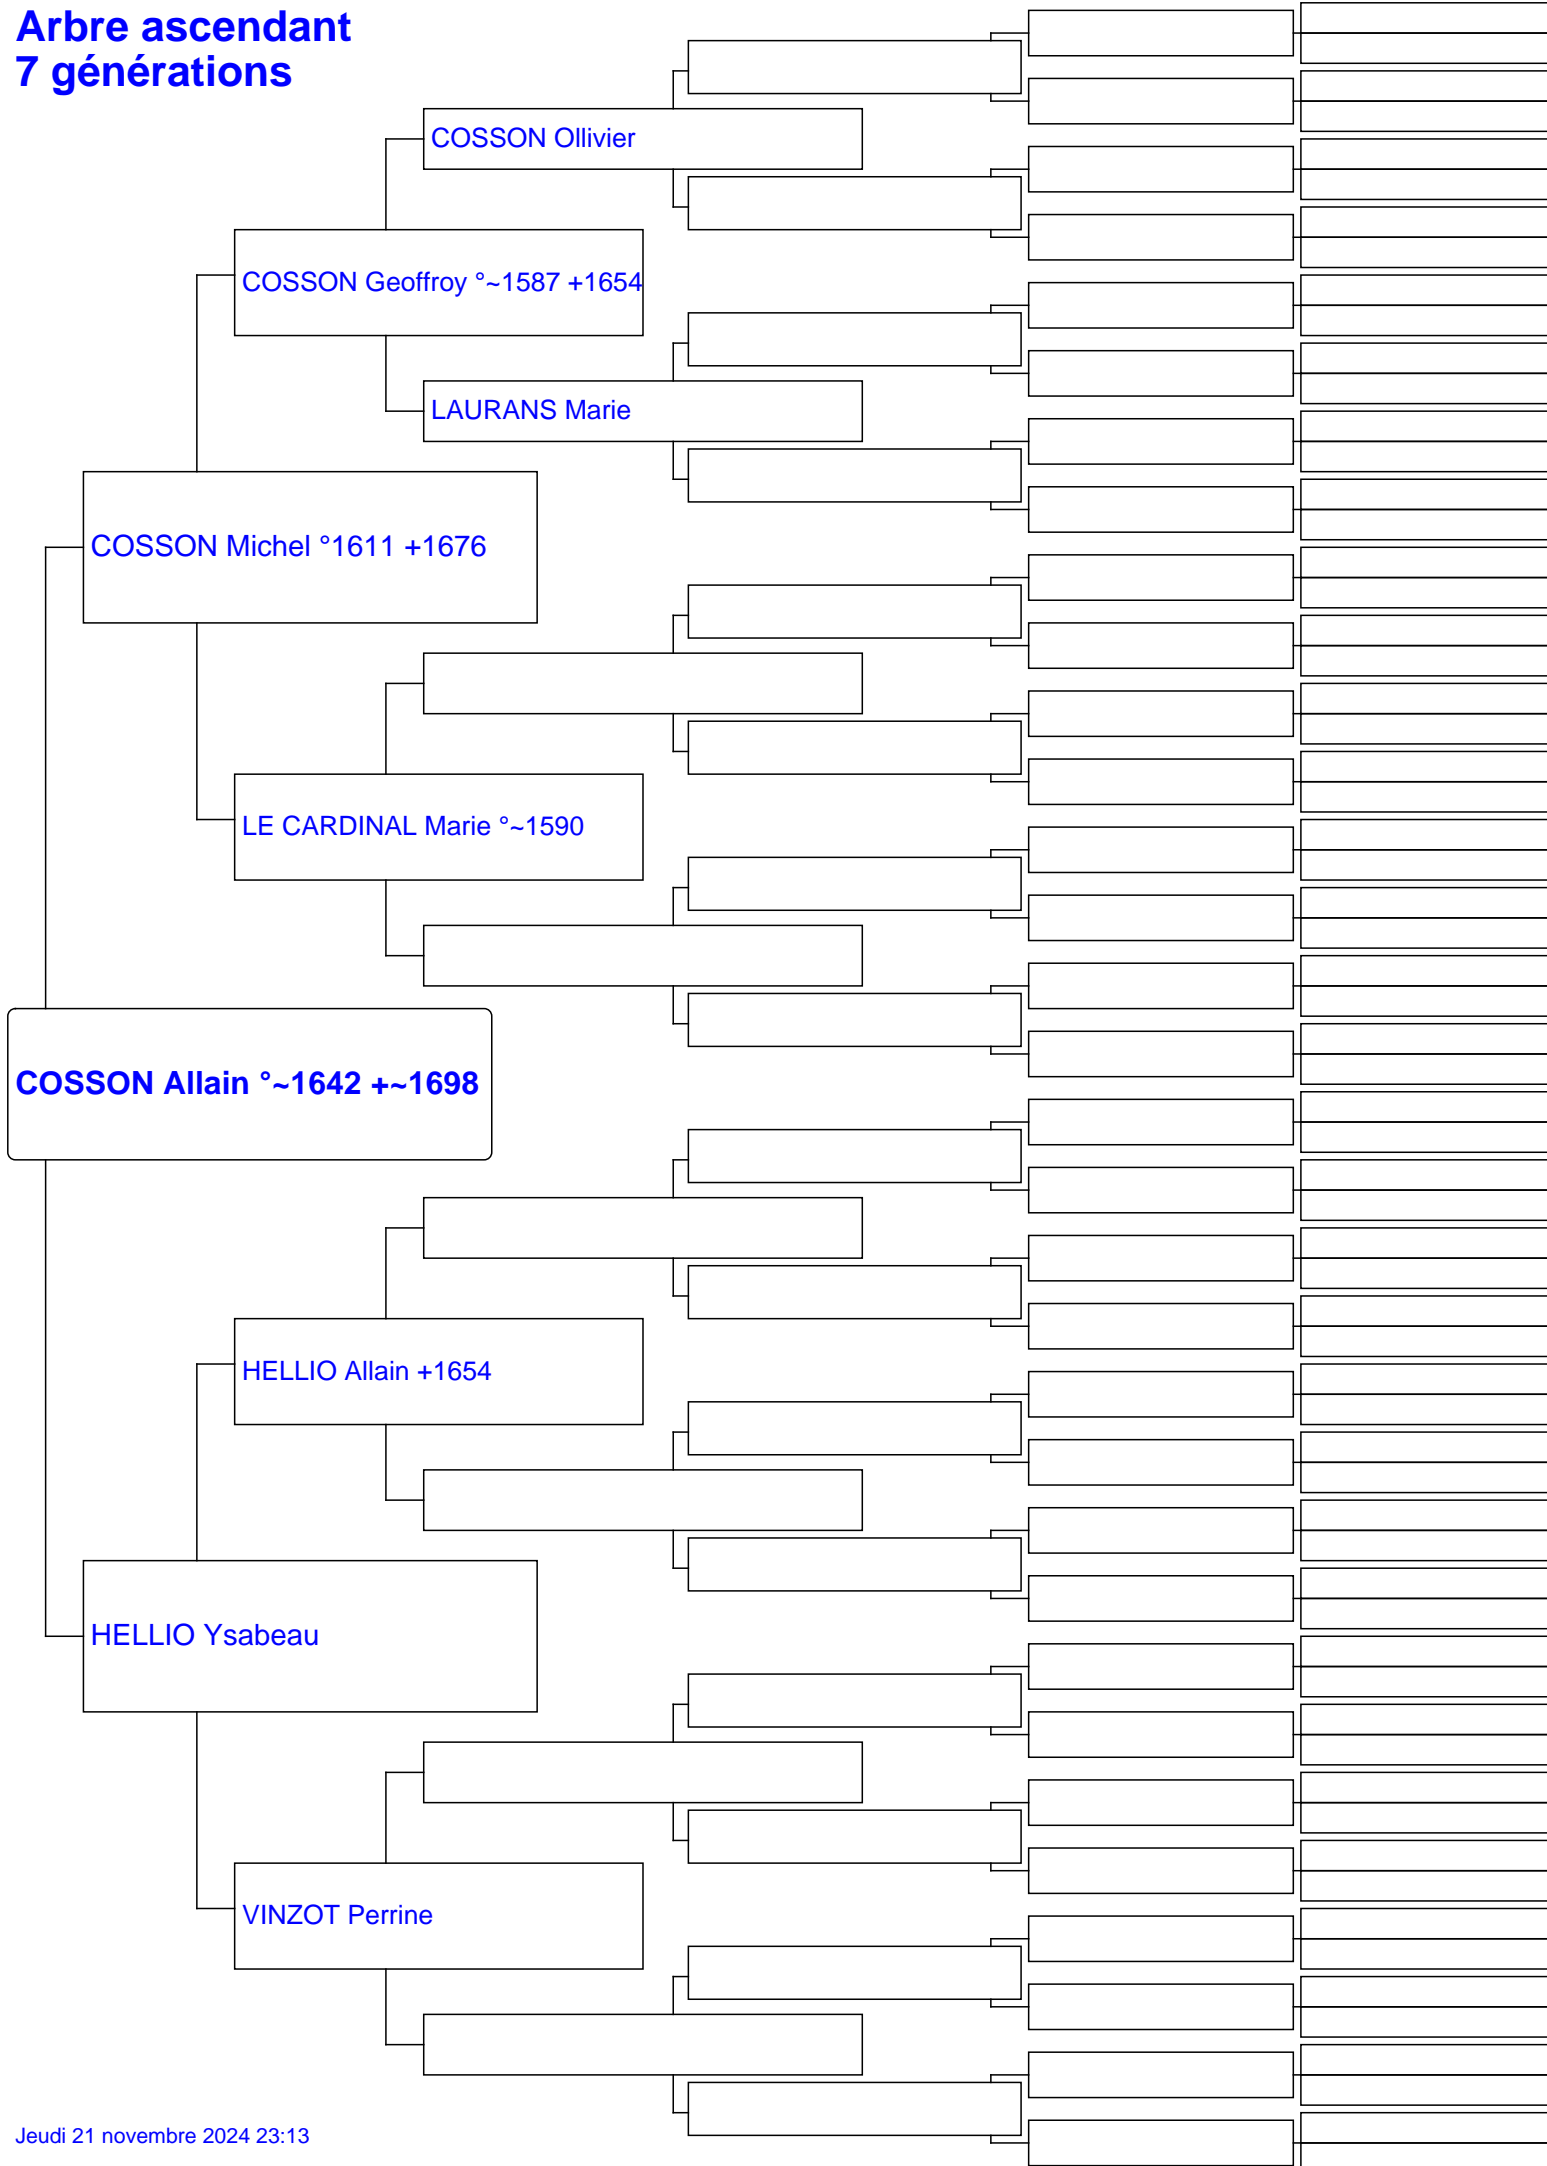 Arbre ascendant
7 générations
COSSON Ollivier
COSSON Geoffroy °~1587 +1654
LAURANS Marie
COSSON Michel °1611 +1676
LE CARDINAL Marie °~1590
COSSON Allain °~1642 +~1698
HELLIO Allain +1654
HELLIO Ysabeau
VINZOT Perrine
Jeudi 21 novembre 2024 23:13